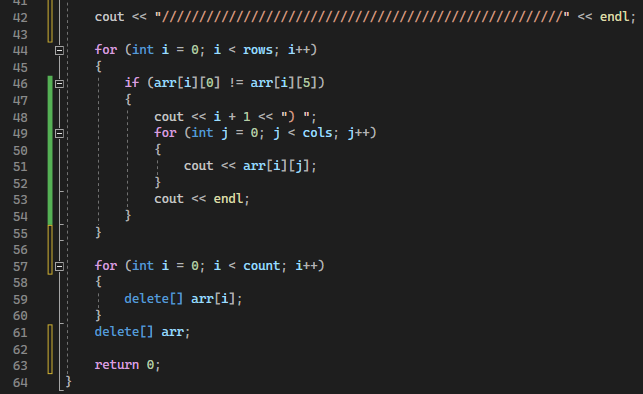 41
42 cout << "//////////////////////////////////////////////////////" << endl;
43
44 for (int i = 0; i < rows; i++)
45 {
46 if (arr[i][0] != arr[i][5])
47 {
48 cout << i + 1 << ") ";
49 for (int j = 0; j < cols; j++)
50 {
51 cout << arr[i][j];
52 }
53 cout << endl;
54 }
55 }
56
57 for (int i = 0; i < count; i++)
58 {
59 delete[] arr[i];
60 }
61 delete[] arr;
62
63 return 0;
64 }